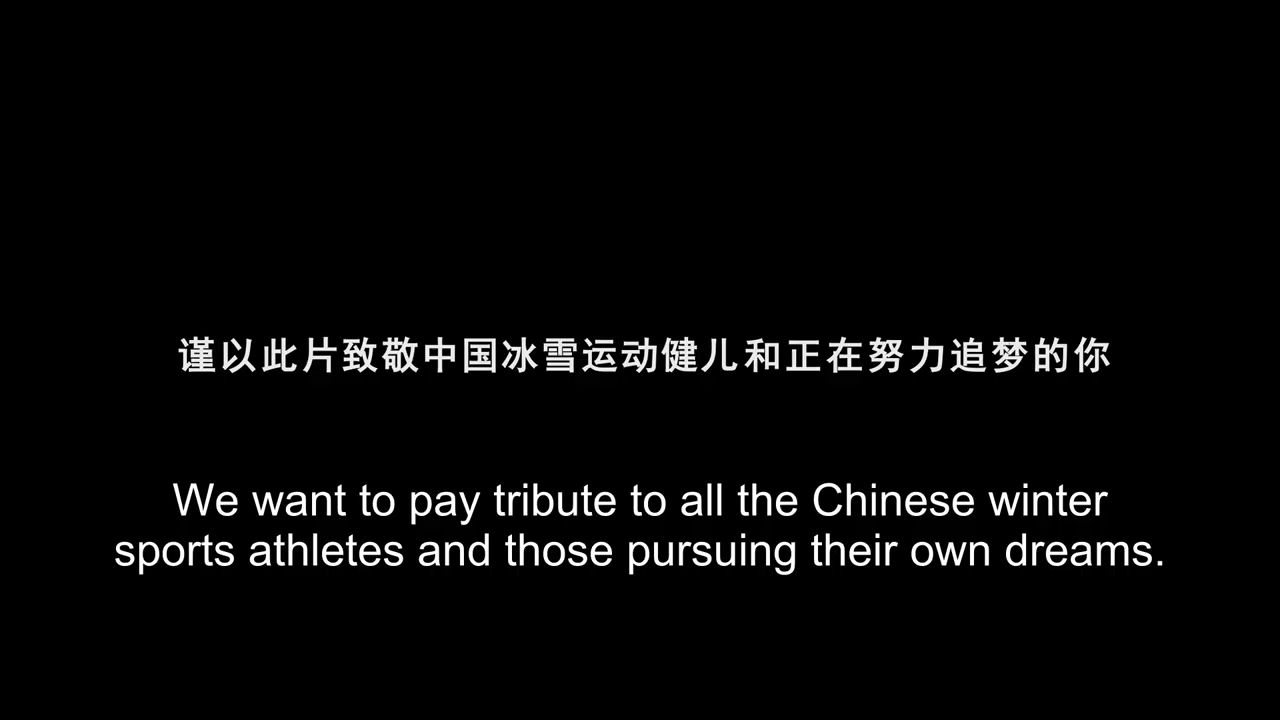 谨以此片致敬中国冰雪运动健儿和正在努力追梦的你
We want to pay tribute to all the Chinese winter
sports athletes and those pursuing their own dreams.